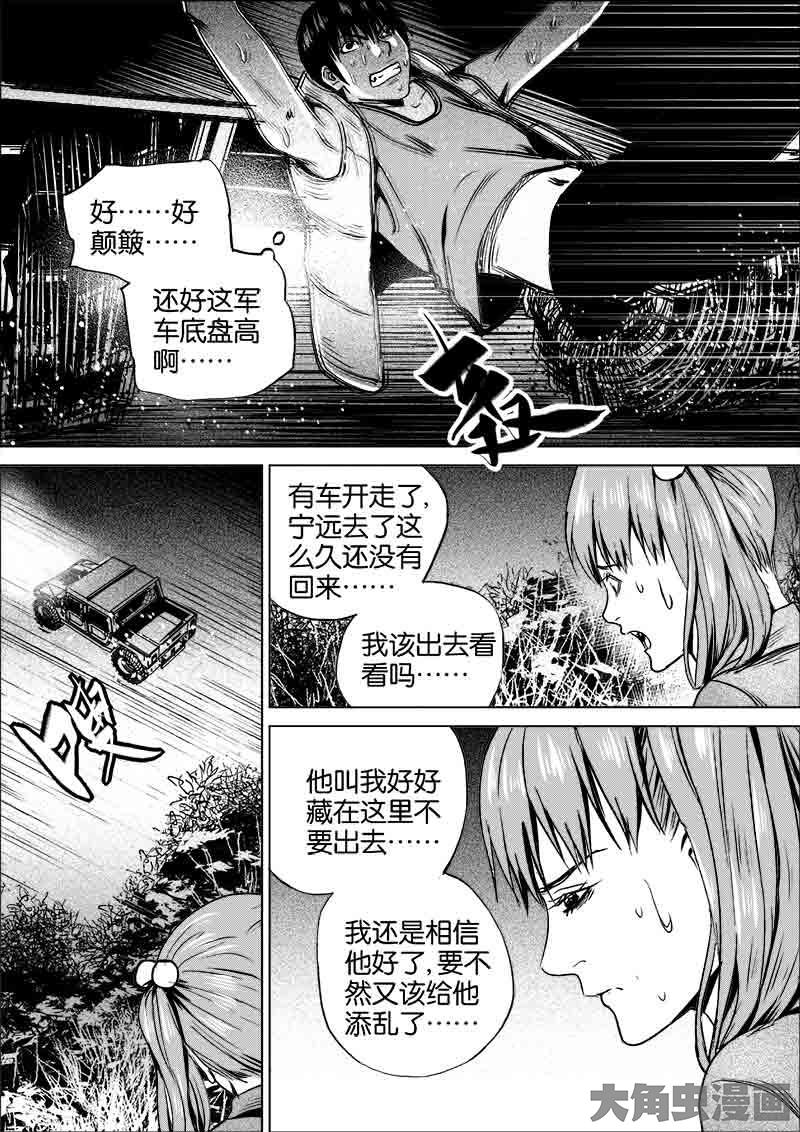 好……好
颠簸……
还好这军
车底盘高
啊……
有车开走了，
宁远去了这
么久还没有
回来……
我该出去看
看吗……
他叫我好好
藏在这里不
要出去……
我还是相信
他好了，要不
然又该给他
添乱了……
大角虫漫画